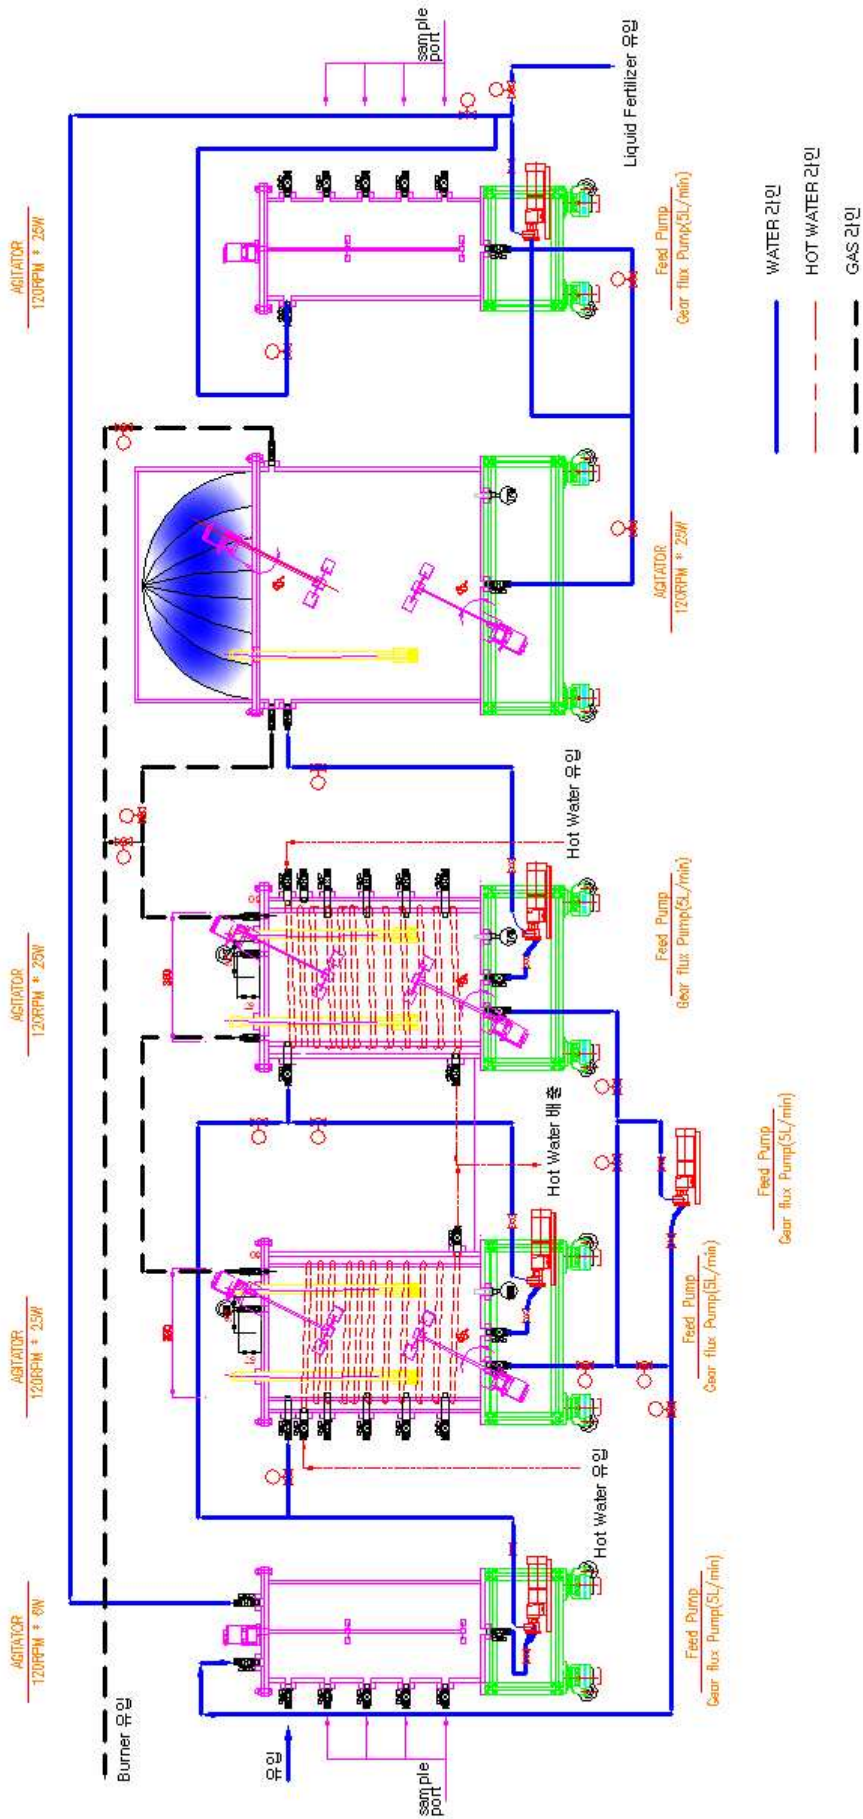 AGITATOR
120RPM * 6W
AGITATOR
120RPM * 25W
AGITATOR
120RPM * 25W
AGITATOR
120RPM * 25W
Burner 유입
유입
sample
port
sample
port
Hot Water 유입
Hot Water 배출
Hot Water 유입
Liquid Fertilizer 유입
Feed Pump
Gear flux Pump(5L/min)
Feed Pump
Gear flux Pump(5L/min)
Feed Pump
Gear flux Pump(5L/min)
Feed Pump
Gear flux Pump(5L/min)
AGITATOR
120RPM * 25W
Feed Pump
Gear flux Pump(5L/min)
WATER 라인
HOT WATER 라인
GAS 라인